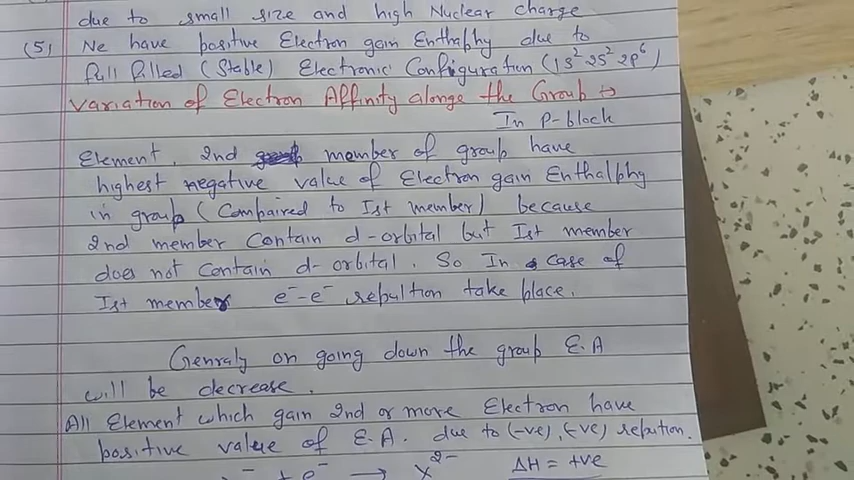 due to small size and high Nuclear charge
(5) Ne have positive Electron gain Enthaphy due to
full filled (Stable) Electronic Configuration (1s² 2s² 2p⁶)
Variation of Electron Affinity alonge the Group →
In P-block
Element, 2nd member of group have
highest negative value of Electron gain Enthalphy
in group (Compaired to Ist member) because
2nd member Contain d-orbital but Ist member
does not contain d-orbital. So In case of
Ist member e⁻-e⁻ repultion take place.
Genraly on going down the group E.A
will be decrease.
All Element which gain 2nd or more Electron have
positive value of E.A. due to (-ve), (-ve) repution.
+ e⁻ → X²⁻ ΔH = +ve